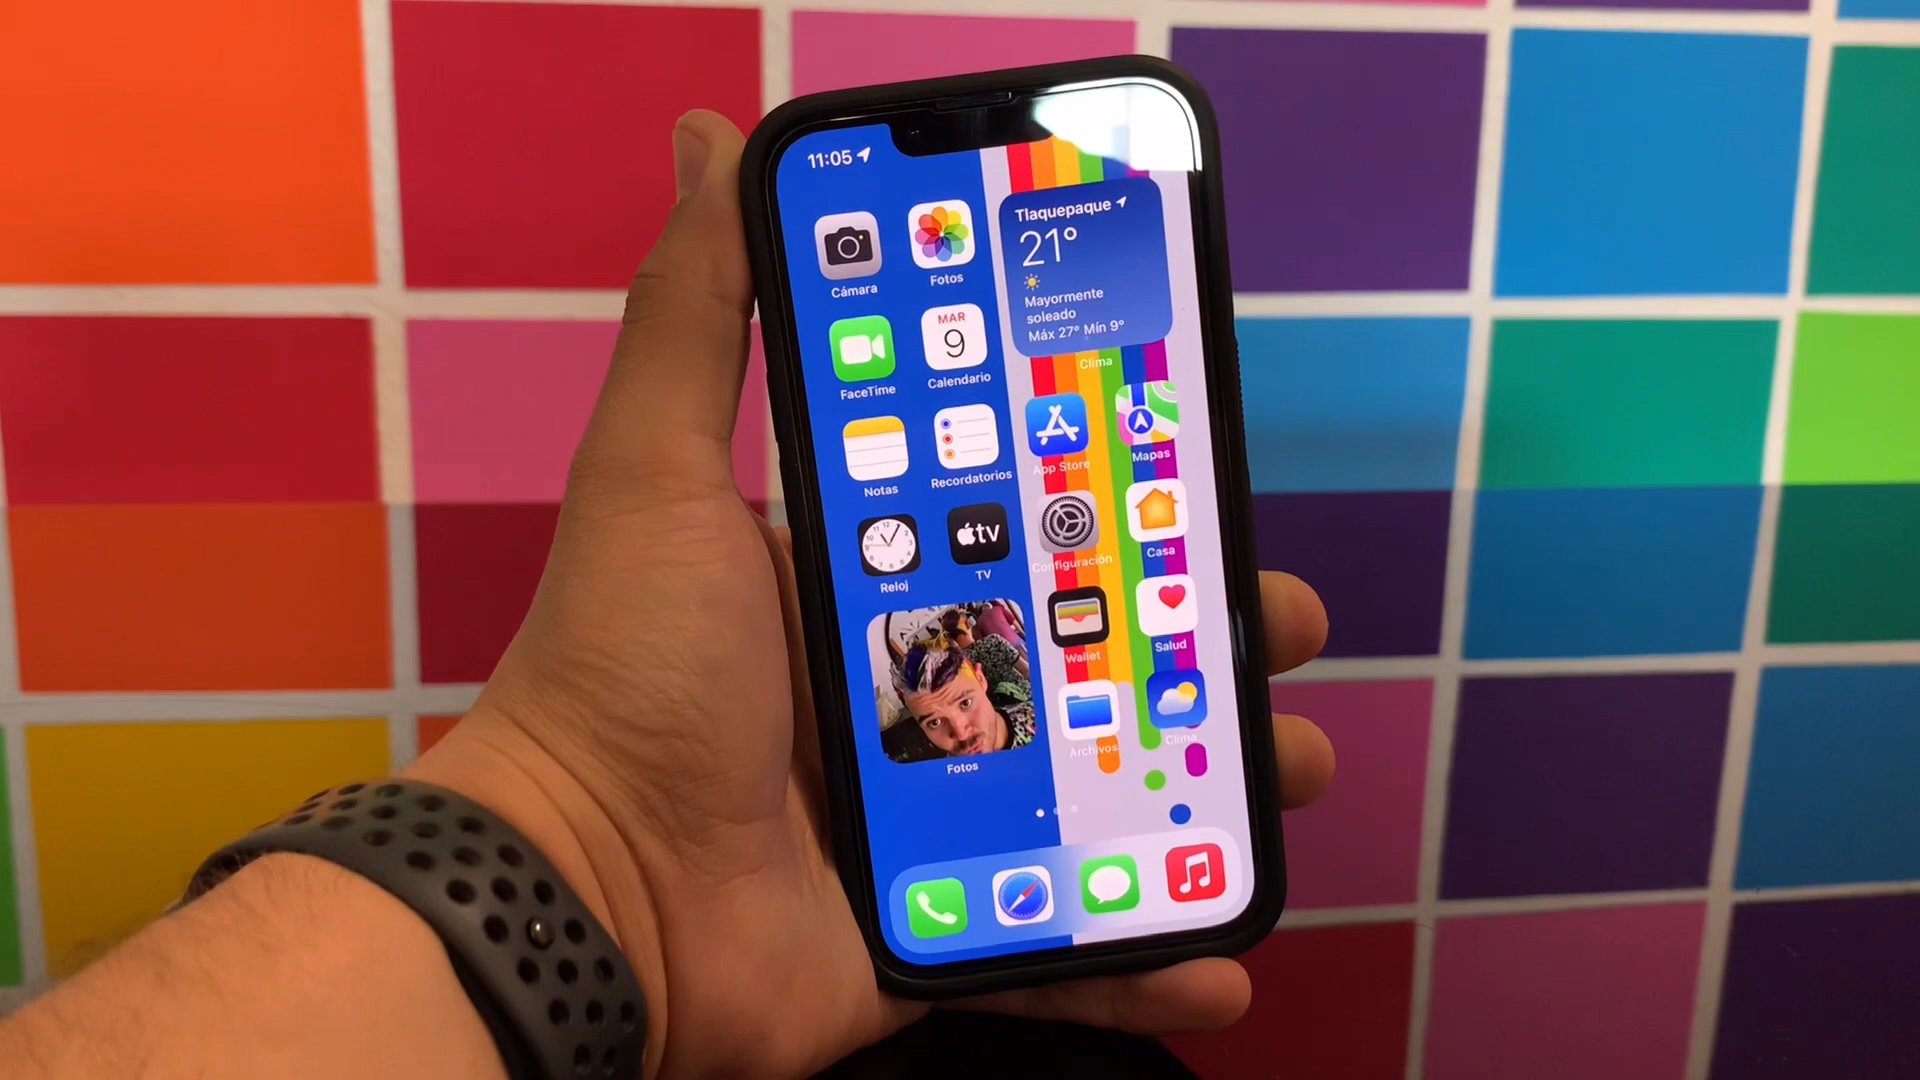 11:05
Cámara
Fotos
Tlaquepaque
21°
Mayormente
soleado
Máx 27° Mín 9°
Clima
FaceTime
MAR
9
Calendario
Notas
Recordatorios
App Store
Mapas
Reloj
tv
TV
Configuración
Casa
Wallet
Salud
Fotos
Archivos
Clima